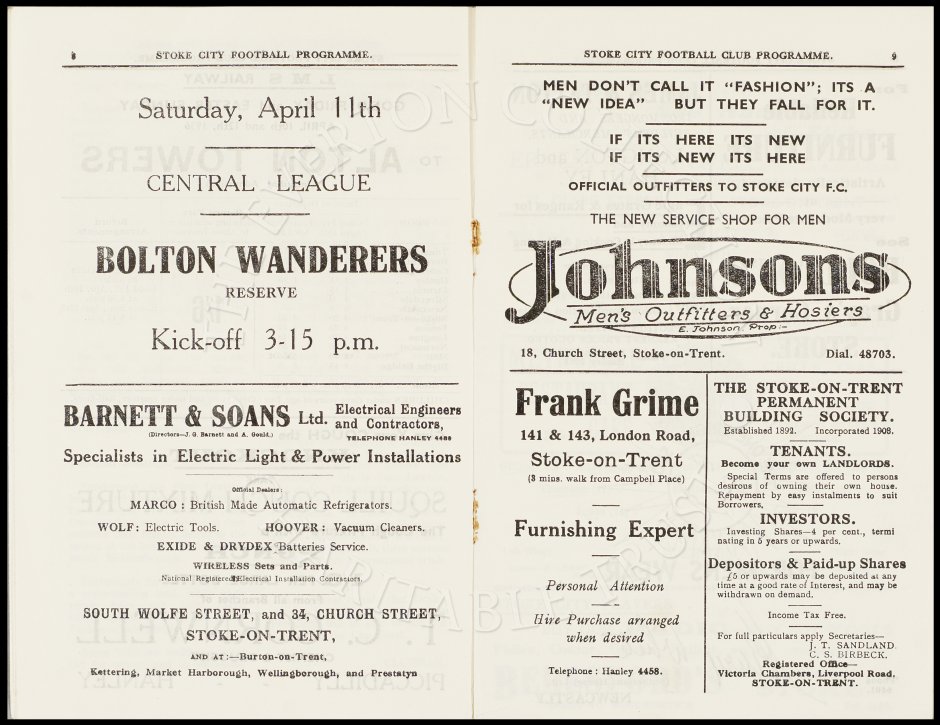 8 STOKE CITY FOOTBALL PROGRAMME.
Saturday, April 11th
CENTRAL LEAGUE
BOLTON WANDERERS
RESERVE
Kick-off 3-15 p.m.
BARNETT & SOANS Ltd. Electrical Engineers
and Contractors,
(Directors—J. G. Barnett and A. Gould.) TELEPHONE HANLEY 4486
Specialists in Electric Light & Power Installations
Official Dealers:
MARCO : British Made Automatic Refrigerators.
WOLF: Electric Tools. HOOVER: Vacuum Cleaners.
EXIDE & DRYDEX Batteries Service.
WIRELESS Sets and Parts.
National Registered Electrical Installation Contractors.
SOUTH WOLFE STREET, and 34, CHURCH STREET,
STOKE-ON-TRENT,
AND AT :—Burton-on-Trent,
Kettering, Market Harborough, Wellingborough, and Prestatyn
STOKE CITY FOOTBALL CLUB PROGRAMME. 9
MEN DON'T CALL IT "FASHION"; ITS A
"NEW IDEA" BUT THEY FALL FOR IT.
IF ITS HERE ITS NEW
IF ITS NEW ITS HERE
OFFICIAL OUTFITTERS TO STOKE CITY F.C.
THE NEW SERVICE SHOP FOR MEN
Johnsons
Men's Outfitters & Hosiers
E. Johnson. Prop:-
18, Church Street, Stoke-on-Trent. Dial. 48703.
Frank Grime
141 & 143, London Road,
Stoke-on-Trent
(3 mins. walk from Campbell Place)
Furnishing Expert
Personal Attention
Hire Purchase arranged
when desired
Telephone : Hanley 4458.
THE STOKE-ON-TRENT
PERMANENT
BUILDING SOCIETY.
Established 1892. Incorporated 1908.
TENANTS.
Become your own LANDLORDS.
Special Terms are offered to persons
desirous of owning their own house.
Repayment by easy instalments to suit
Borrowers.
INVESTORS.
Investing Shares—4 per cent., termi
nating in 5 years or upwards.
Depositors & Paid-up Shares
£5 or upwards may be deposited at any
time at a good rate of Interest, and may be
withdrawn on demand.
Income Tax Free.
For full particulars apply Secretaries—
J. T. SANDLAND
C. S. BIRBECK.
Registered Office—
Victoria Chambers, Liverpool Road,
STOKE-ON-TRENT.
THE EVERTON COLLECTION
CHARITABLE TRUST